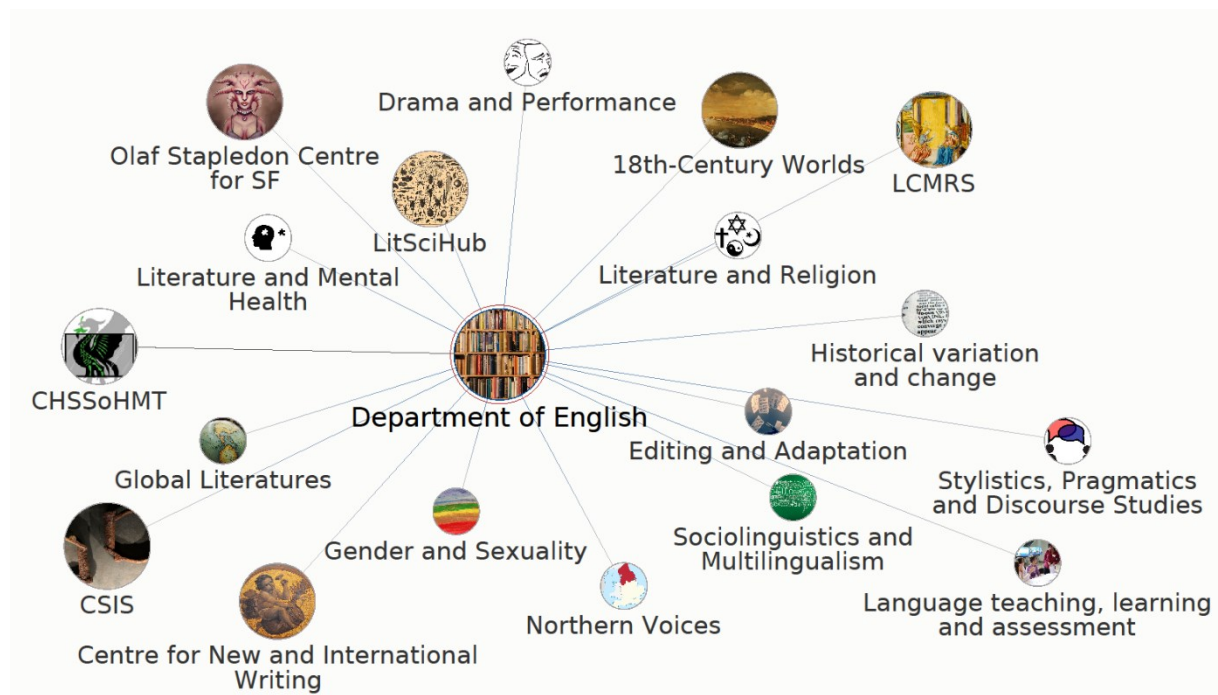 Drama and Performance
Olaf Stapledon Centre
for SF
18th-Century Worlds
LCMRS
LitSciHub
Literature and Mental
Health
Literature and Religion
Historical variation
and change
CHSSoHMT
Department of English
Editing and Adaptation
Global Literatures
Stylistics, Pragmatics
and Discourse Studies
Gender and Sexuality
Sociolinguistics and
Multilingualism
CSIS
Northern Voices
Language teaching, learning
and assessment
Centre for New and International
Writing